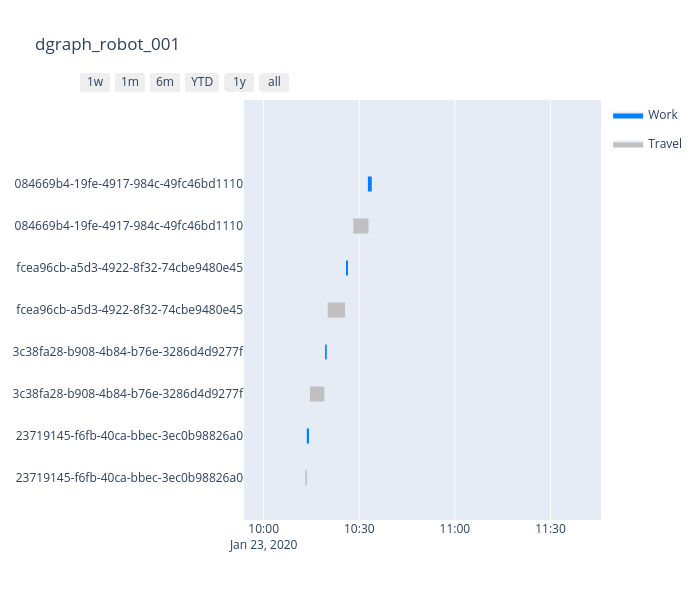 dgraph_robot_001
1w 1m 6m YTD 1y all
Work
Travel
084669b4-19fe-4917-984c-49fc46bd1110
084669b4-19fe-4917-984c-49fc46bd1110
fcea96cb-a5d3-4922-8f32-74cbe9480e45
fcea96cb-a5d3-4922-8f32-74cbe9480e45
3c38fa28-b908-4b84-b76e-3286d4d9277f
3c38fa28-b908-4b84-b76e-3286d4d9277f
23719145-f6fb-40ca-bbec-3ec0b98826a0
23719145-f6fb-40ca-bbec-3ec0b98826a0
10:00 10:30 11:00 11:30
Jan 23, 2020